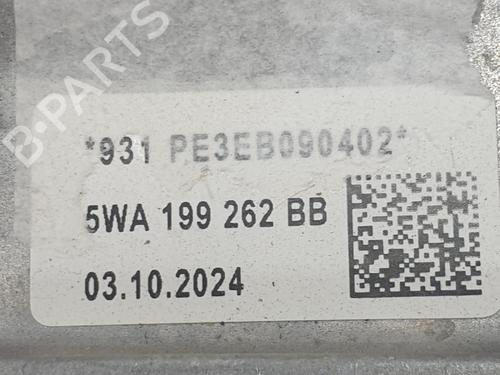 B-PARTS
*931 PE3EB090402*
5WA 199 262 BB
03.10.2024